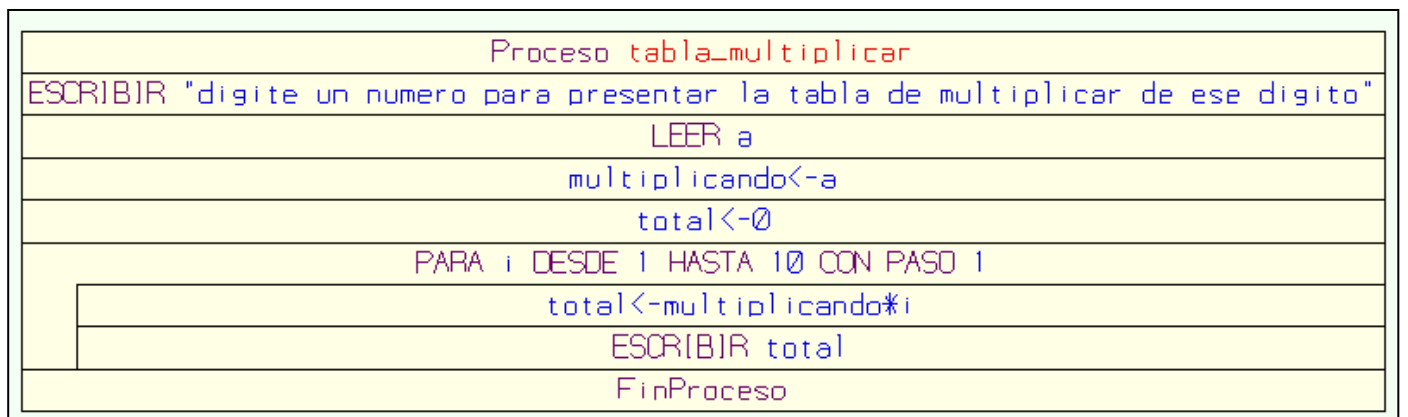 Proceso tabla_multiplicar
ESCRIBIR "digite un numero para presentar la tabla de multiplicar de ese digito"
LEER a
multiplicando<-a
total<-0
PARA i DESDE 1 HASTA 10 CON PASO 1
total<-multiplicando*i
ESCRIBIR total
FinProceso